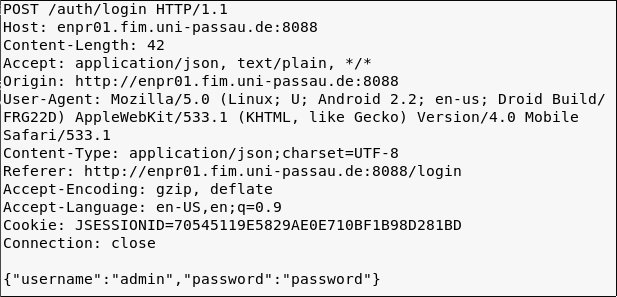 POST /auth/login HTTP/1.1
Host: enpr01.fim.uni-passau.de:8088
Content-Length: 42
Accept: application/json, text/plain, */*
Origin: http://enpr01.fim.uni-passau.de:8088
User-Agent: Mozilla/5.0 (Linux; U; Android 2.2; en-us; Droid Build/
FRG22D) AppleWebKit/533.1 (KHTML, like Gecko) Version/4.0 Mobile
Safari/533.1
Content-Type: application/json;charset=UTF-8
Referer: http://enpr01.fim.uni-passau.de:8088/login
Accept-Encoding: gzip, deflate
Accept-Language: en-US,en;q=0.9
Cookie: JSESSIONID=70545119E5829AE0E710BF1B98D281BD
Connection: close

{"username":"admin","password":"password"}